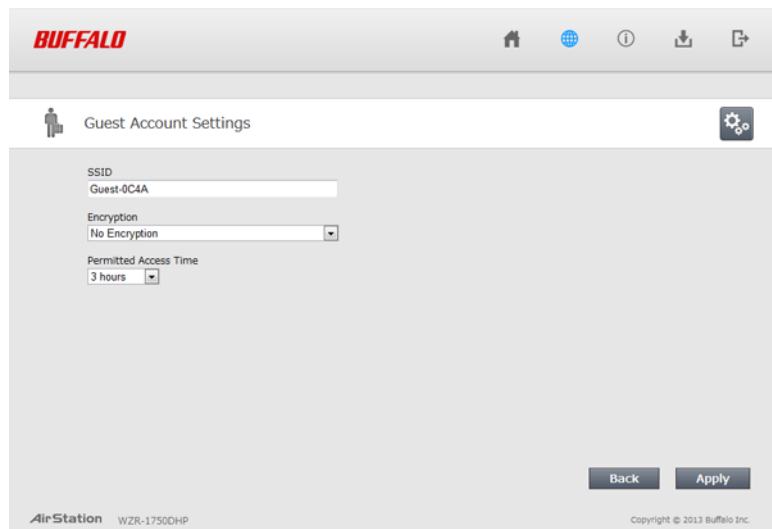 BUFFALO
Guest Account Settings
SSID
Guest-0C4A
Encryption
No Encryption
Permitted Access Time
3 hours
Back Apply
AirStation WZR-1750DHP
Copyright © 2013 Buffalo Inc.